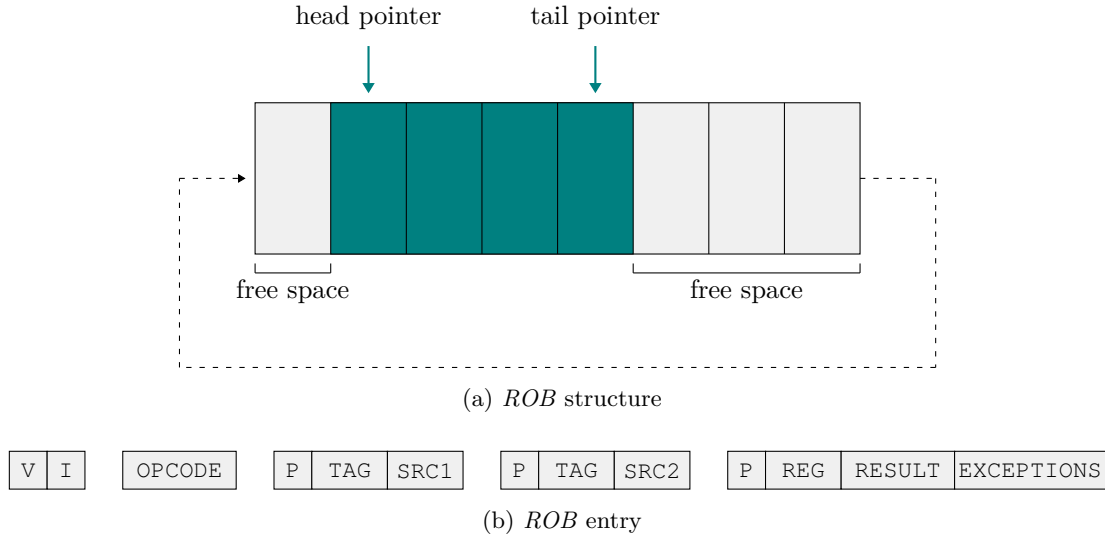 head pointer tail pointer
free space free space
(a) ROB structure
V I OPCODE P TAG SRC1 P TAG SRC2 P REG RESULT EXCEPTIONS
(b) ROB entry